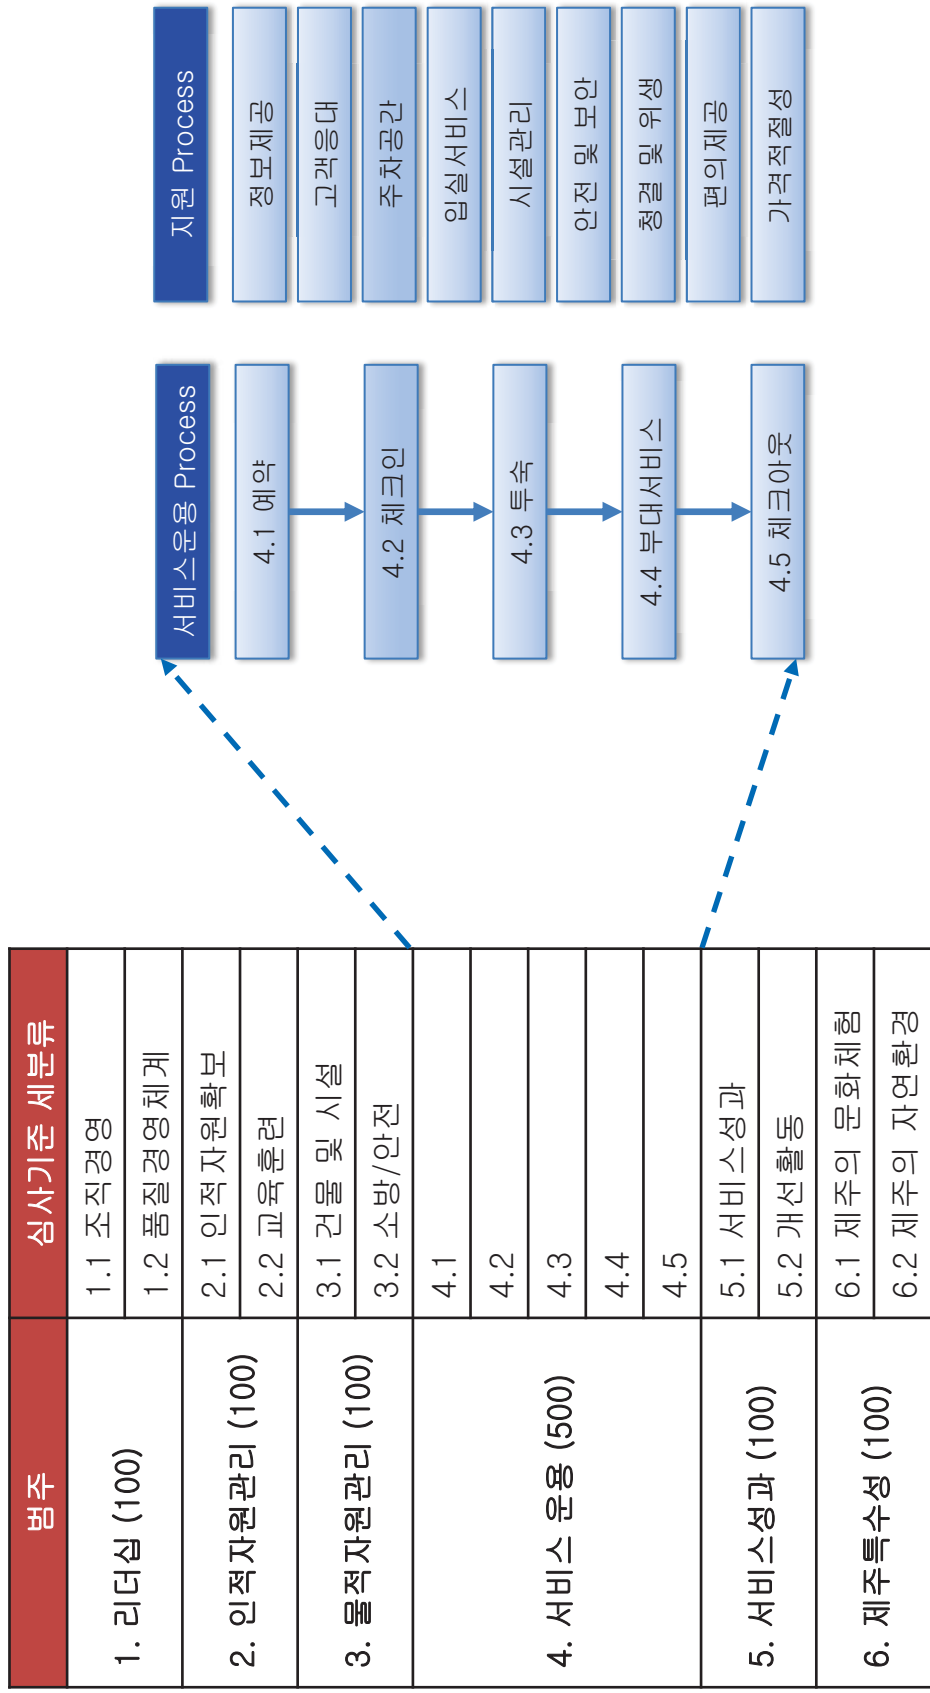 범주 심사기준 세분류
1. 리더십 (100)
1.1 조직경영
1.2 품질경영체계
2. 인적자원관리 (100)
2.1 인적자원확보
2.2 교육훈련
3. 물적자원관리 (100)
3.1 건물 및 시설
3.2 소방/안전
4. 서비스 운용 (500)
4.1
4.2
4.3
4.4
4.5
5. 서비스성과 (100)
5.1 서비스성과
5.2 개선활동
6. 제주특수성 (100)
6.1 제주의 문화체험
6.2 제주의 자연환경
서비스운용 Process
4.1 예약
4.2 체크인
4.3 투숙
4.4 부대서비스
4.5 체크아웃
지원 Process
정보제공
고객응대
주차공간
입실서비스
시설관리
안전 및 보안
청결 및 위생
편의제공
가격적절성